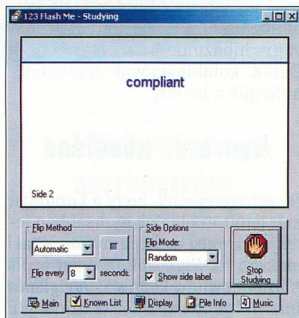 123 Flash Me - Studying
compliant
Side 2
Flip Method
Automatic
Flip every 8 seconds.
Side Options
Flip Mode:
Random
Show side label
Stop
Studying
Main
Known List
Display
Pile Info
Music